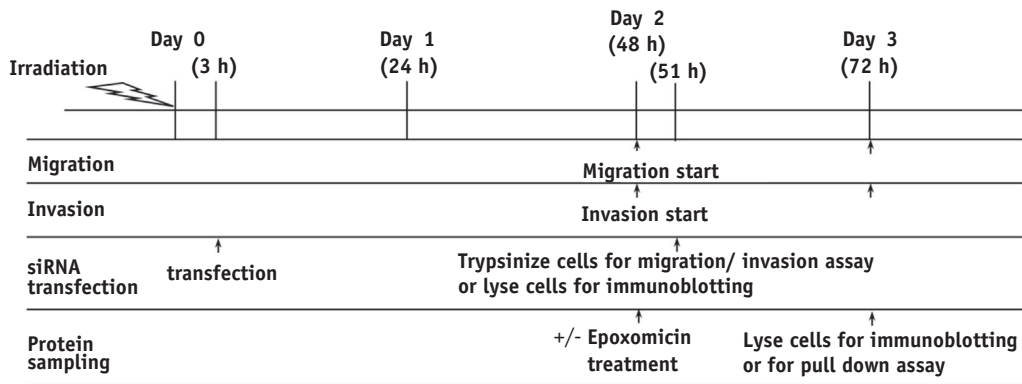 Day 0
(3 h)
Day 1
(24 h)
Day 2
(48 h)
(51 h)
Day 3
(72 h)
Irradiation
Migration
Migration start
Invasion
Invasion start
siRNA
transfection
transfection
Trypsinize cells for migration/ invasion assay
or lyse cells for immunoblotting
Protein
sampling
+/- Epoxomicin
treatment
Lyse cells for immunoblotting
or for pull down assay